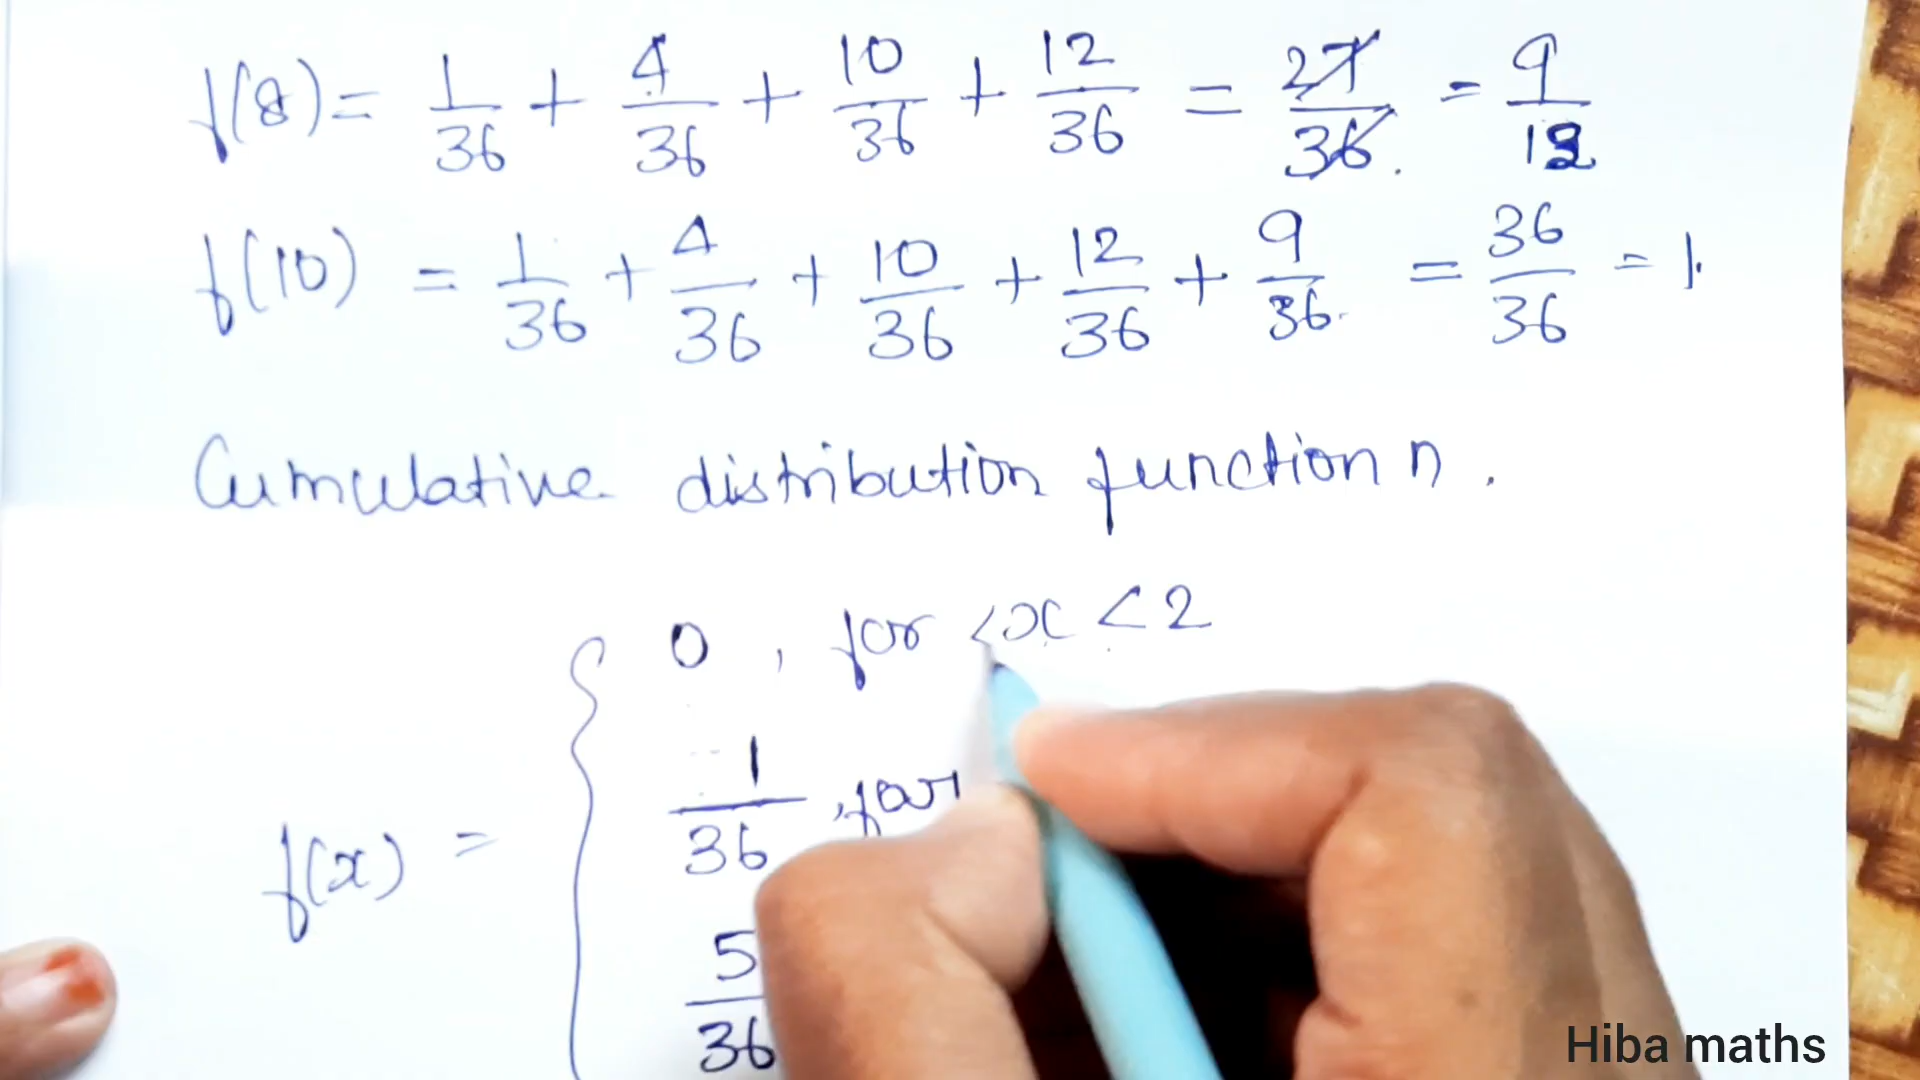 f(8) = 1/36 + 4/36 + 10/36 + 12/36 = 27/36 = 9/12
f(10) = 1/36 + 4/36 + 10/36 + 12/36 + 9/36 = 36/36 = 1.
Cumulative distribution function n.
0, for <x <2
1/36, for
f(x) =
5/36
Hiba maths